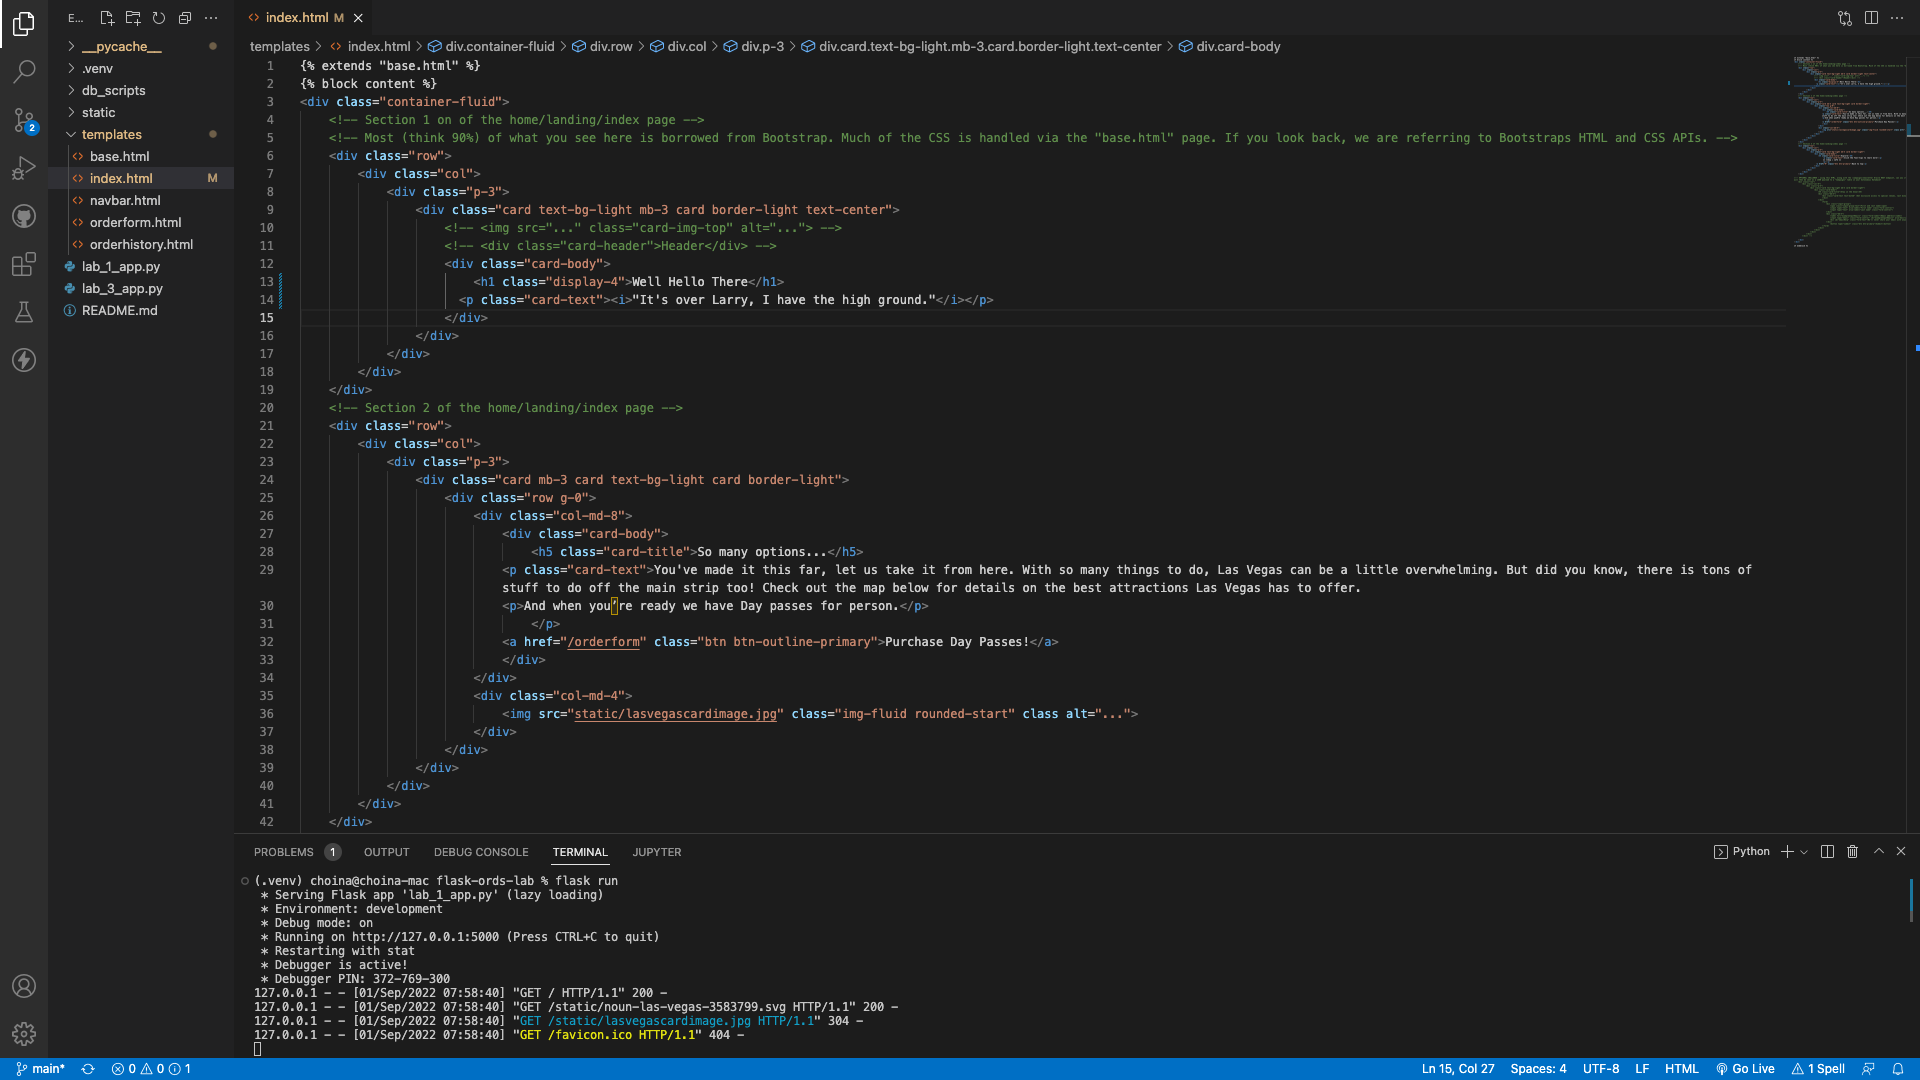 E...
index.html M
__pycache__
.venv
db_scripts
static
templates
base.html
index.html M
navbar.html
orderform.html
orderhistory.html
lab_1_app.py
lab_3_app.py
README.md
2
templates > index.html > div.container-fluid > div.row > div.col > div.p-3 > div.card.text-bg-light.mb-3.card.border-light.text-center > div.card-body
1 {% extends "base.html" %}
2 {% block content %}
3 <div class="container-fluid">
4 <!-- Section 1 on of the home/landing/index page -->
5 <!-- Most (think 90%) of what you see here is borrowed from Bootstrap. Much of the CSS is handled via the "base.html" page. If you look back, we are referring to Bootstraps HTML and CSS APIs. -->
6 <div class="row">
7 <div class="col">
8 <div class="p-3">
9 <div class="card text-bg-light mb-3 card border-light text-center">
10 <!-- <img src="..." class="card-img-top" alt="..."> -->
11 <!-- <div class="card-header">Header</div> -->
12 <div class="card-body">
13 <h1 class="display-4">Well Hello There</h1>
14 <p class="card-text"><i>"It's over Larry, I have the high ground."</i></p>
15 </div>
16 </div>
17 </div>
18 </div>
19 </div>
20 <!-- Section 2 of the home/landing/index page -->
21 <div class="row">
22 <div class="col">
23 <div class="p-3">
24 <div class="card mb-3 card text-bg-light card border-light">
25 <div class="row g-0">
26 <div class="col-md-8">
27 <div class="card-body">
28 <h5 class="card-title">So many options...</h5>
29 <p class="card-text">You've made it this far, let us take it from here. With so many things to do, Las Vegas can be a little overwhelming. But did you know, there is tons of
stuff to do off the main strip too! Check out the map below for details on the best attractions Las Vegas has to offer.
30 <p>And when you’re ready we have Day passes for person.</p>
31 </p>
32 <a href="/orderform" class="btn btn-outline-primary">Purchase Day Passes!</a>
33 </div>
34 </div>
35 <div class="col-md-4">
36 <img src="static/lasvegascardimage.jpg" class="img-fluid rounded-start" class alt="...">
37 </div>
38 </div>
39 </div>
40 </div>
41 </div>
42 </div>
PROBLEMS 1 OUTPUT DEBUG CONSOLE TERMINAL JUPYTER Python
(.venv) choina@choina-mac flask-ords-lab % flask run
* Serving Flask app 'lab_1_app.py' (lazy loading)
* Environment: development
* Debug mode: on
* Running on http://127.0.0.1:5000 (Press CTRL+C to quit)
* Restarting with stat
* Debugger is active!
* Debugger PIN: 372-769-300
127.0.0.1 - - [01/Sep/2022 07:58:40] "GET / HTTP/1.1" 200 -
127.0.0.1 - - [01/Sep/2022 07:58:40] "GET /static/noun-las-vegas-3583799.svg HTTP/1.1" 200 -
127.0.0.1 - - [01/Sep/2022 07:58:40] "GET /static/lasvegascardimage.jpg HTTP/1.1" 304 -
127.0.0.1 - - [01/Sep/2022 07:58:40] "GET /favicon.ico HTTP/1.1" 404 -
main* 0 0 1 Ln 15, Col 27 Spaces: 4 UTF-8 LF HTML Go Live 1 Spell